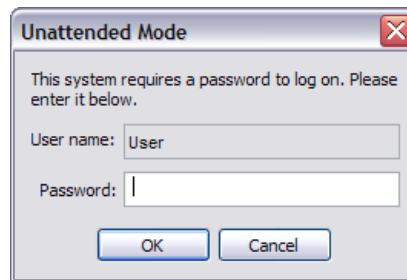 Unattended Mode
This system requires a password to log on. Please
enter it below.
User name: User
Password:
OK Cancel